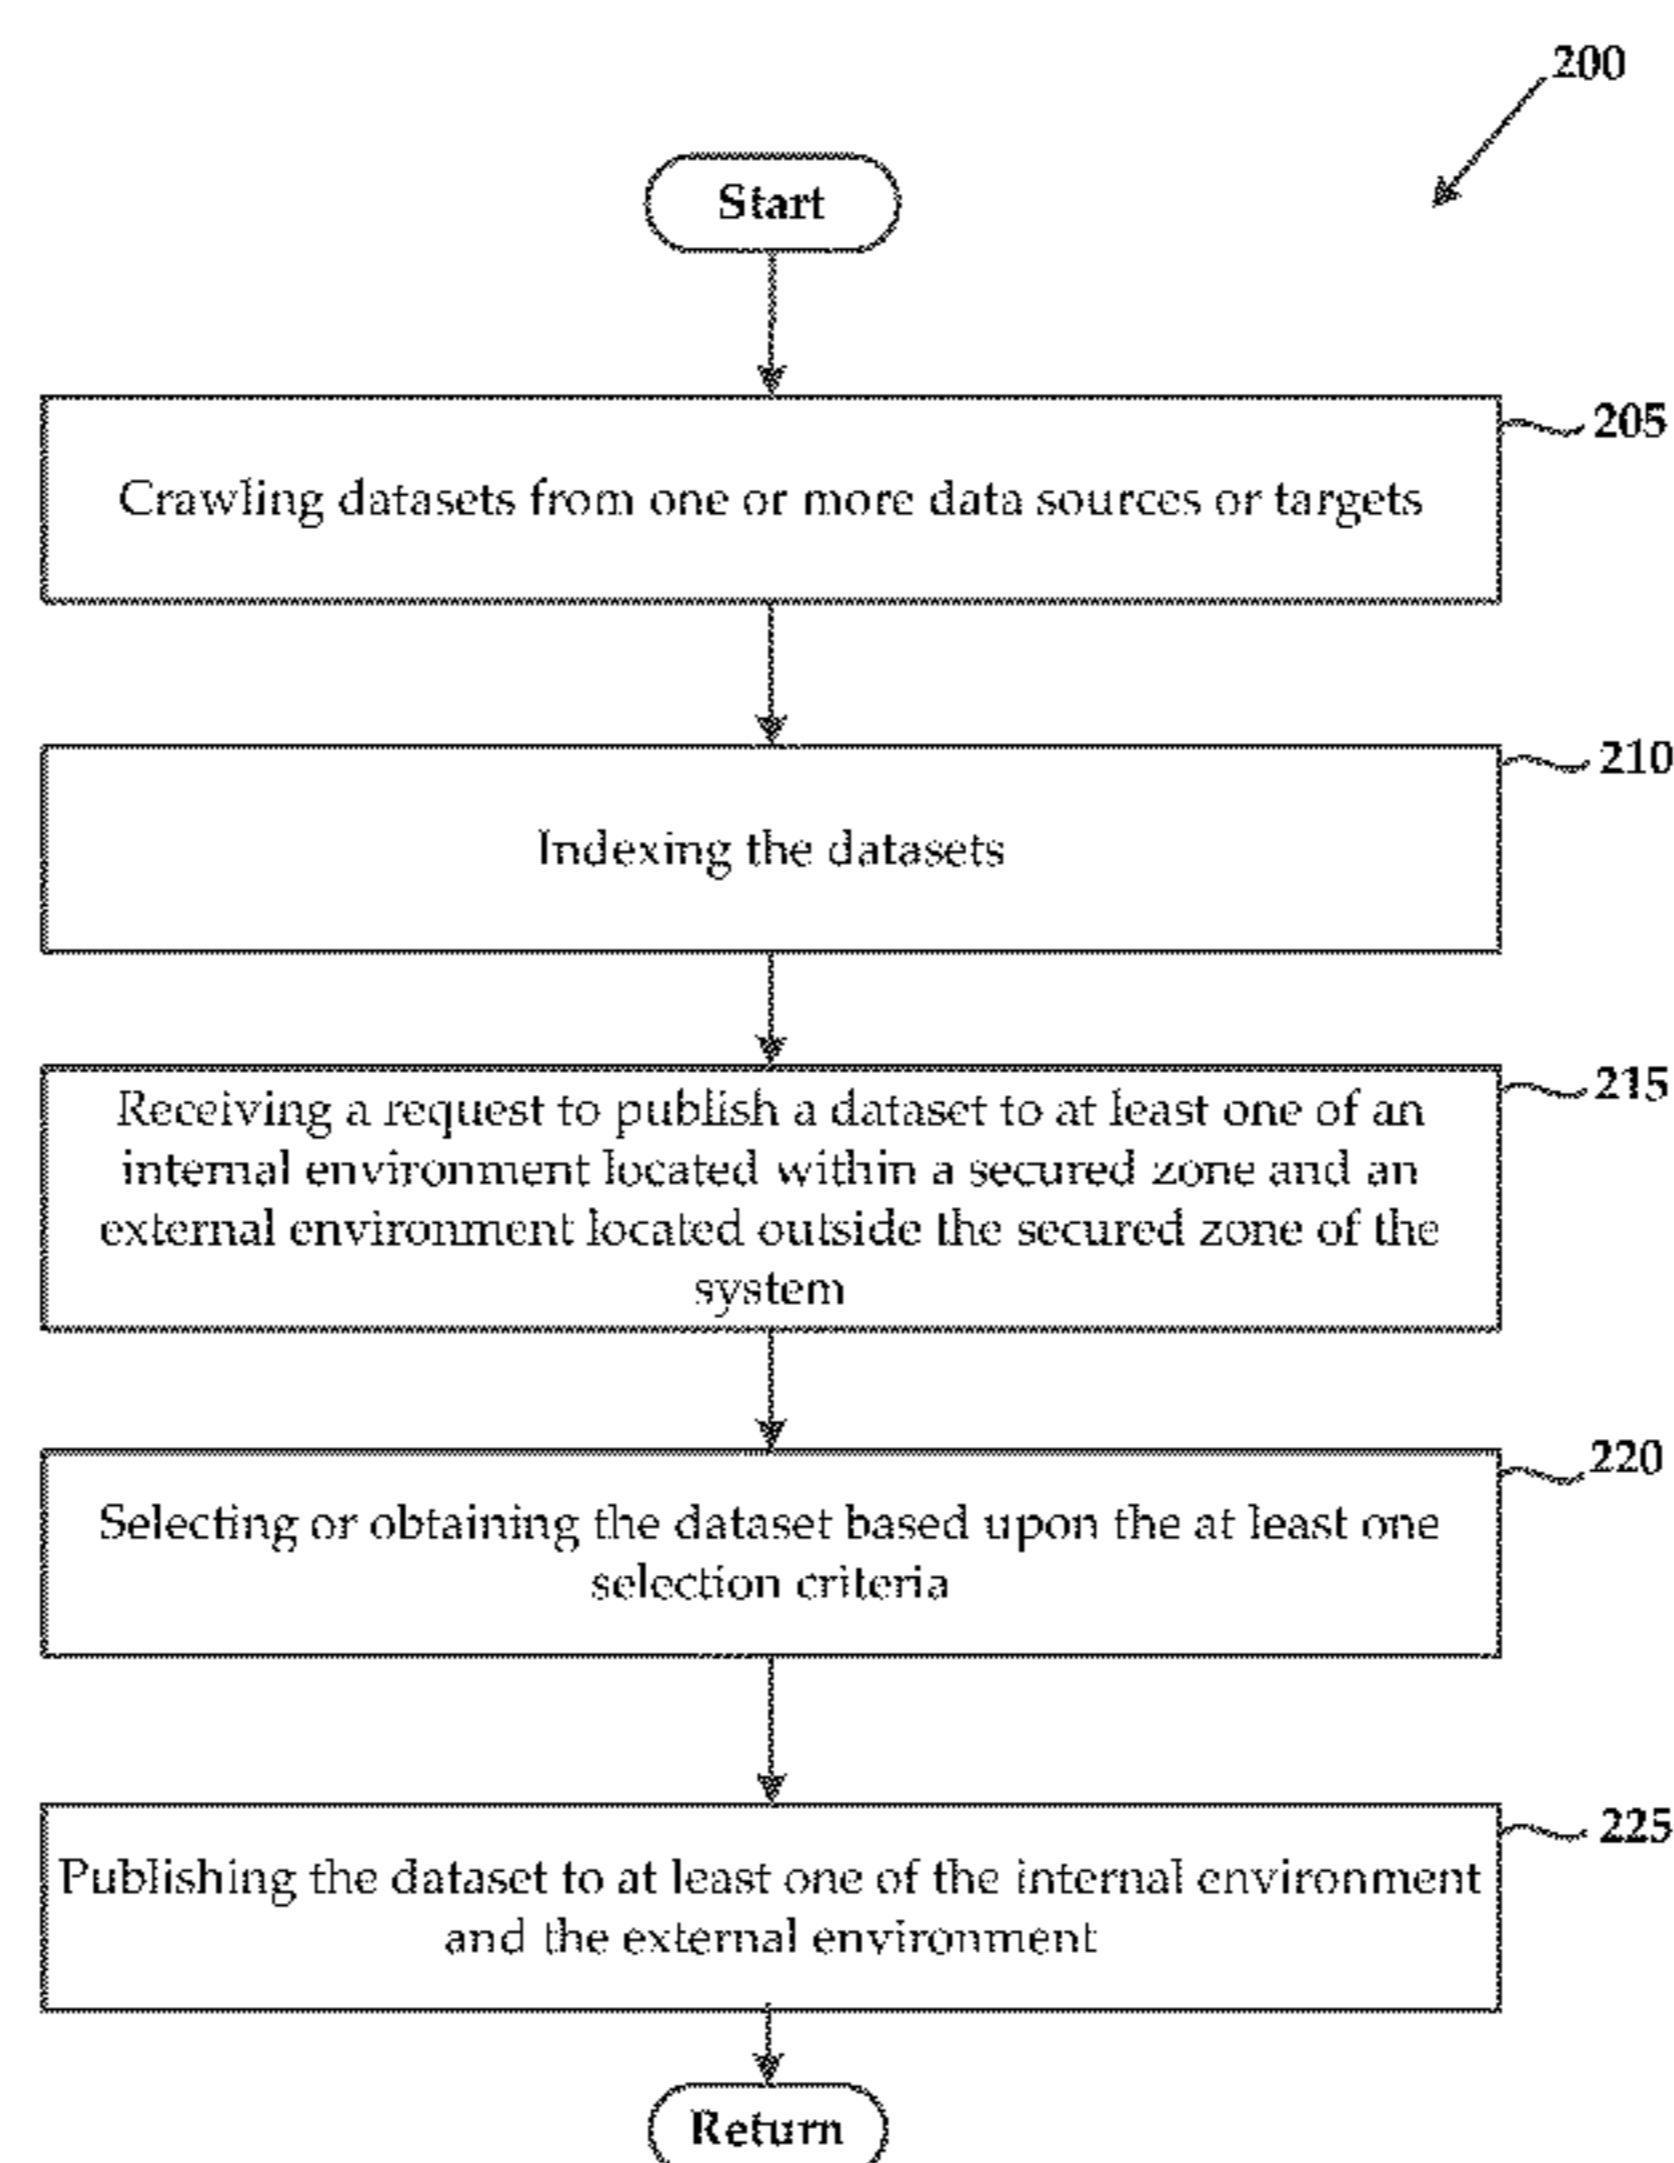 200
Start
205
Crawling datasets from one or more data sources or targets
210
Indexing the datasets
215
Receiving a request to publish a dataset to at least one of an
internal environment located within a secured zone and an
external environment located outside the secured zone of the
system
220
Selecting or obtaining the dataset based upon the at least one
selection criteria
225
Publishing the dataset to at least one of the internal environment
and the external environment
Return